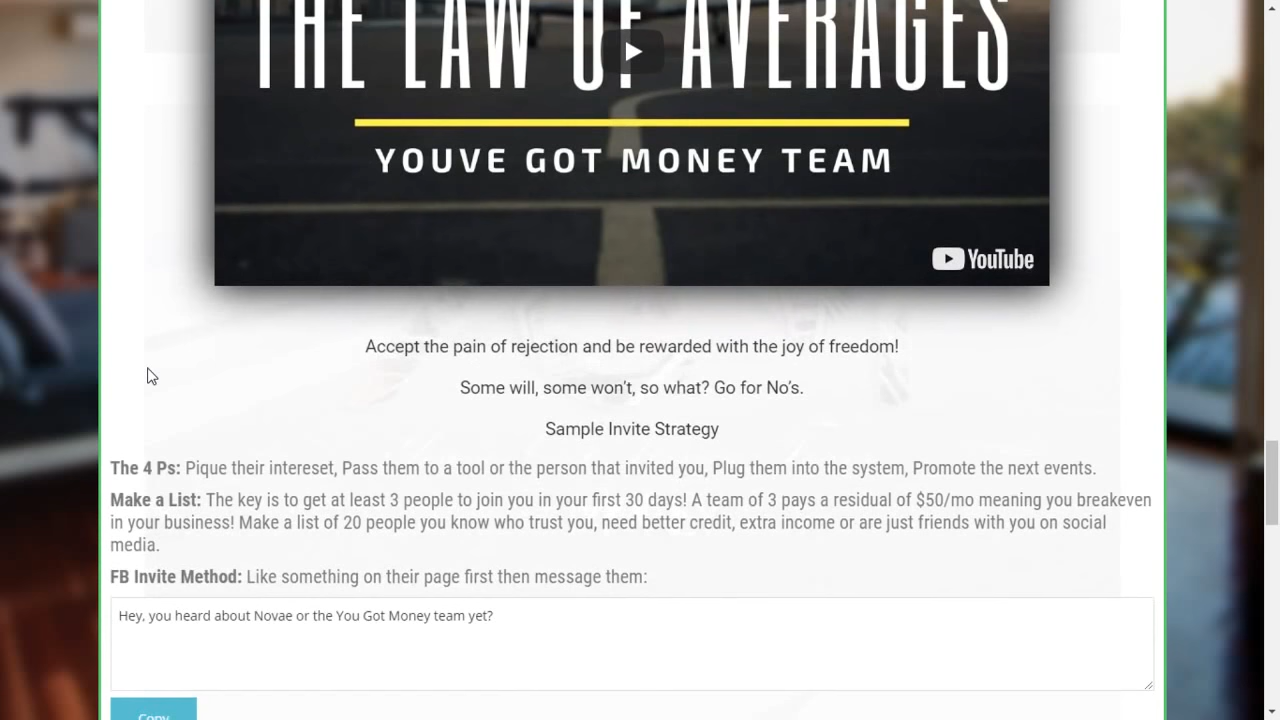 THE LAW OF AVERAGES
YOUVE GOT MONEY TEAM
YouTube
Accept the pain of rejection and be rewarded with the joy of freedom!
Some will, some won't, so what? Go for No's.
Sample Invite Strategy
The 4 Ps: Pique their intereset, Pass them to a tool or the person that invited you, Plug them into the system, Promote the next events.
Make a List: The key is to get at least 3 people to join you in your first 30 days! A team of 3 pays a residual of $50/mo meaning you breakeven
in your business! Make a list of 20 people you know who trust you, need better credit, extra income or are just friends with you on social
media.
FB Invite Method: Like something on their page first then message them:
Hey, you heard about Novae or the You Got Money team yet?
Copy